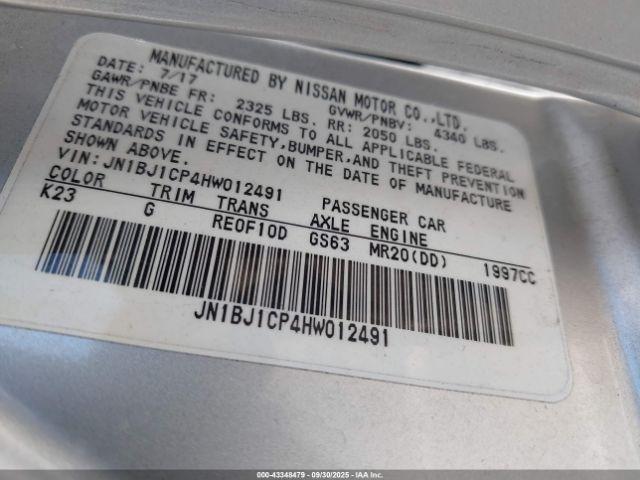 MANUFACTURED BY NISSAN MOTOR CO.,LTD.
DATE: 7/17 GVWR/PNBV: 4340 LBS.
GAWR/PNBE FR: 2325 LBS. RR: 2050 LBS.
THIS VEHICLE CONFORMS TO ALL APPLICABLE FEDERAL
MOTOR VEHICLE SAFETY,BUMPER,AND THEFT PREVENTION
STANDARDS IN EFFECT ON THE DATE OF MANUFACTURE
SHOWN ABOVE.
VIN: JN1BJ1CP4HW012491 PASSENGER CAR
COLOR TRIM TRANS AXLE ENGINE
K23 G RE0F10D GS63 MR20(DD) 1997CC
JN1BJ1CP4HW012491
000-43348479 - 09/30/2025 - IAAI.COM